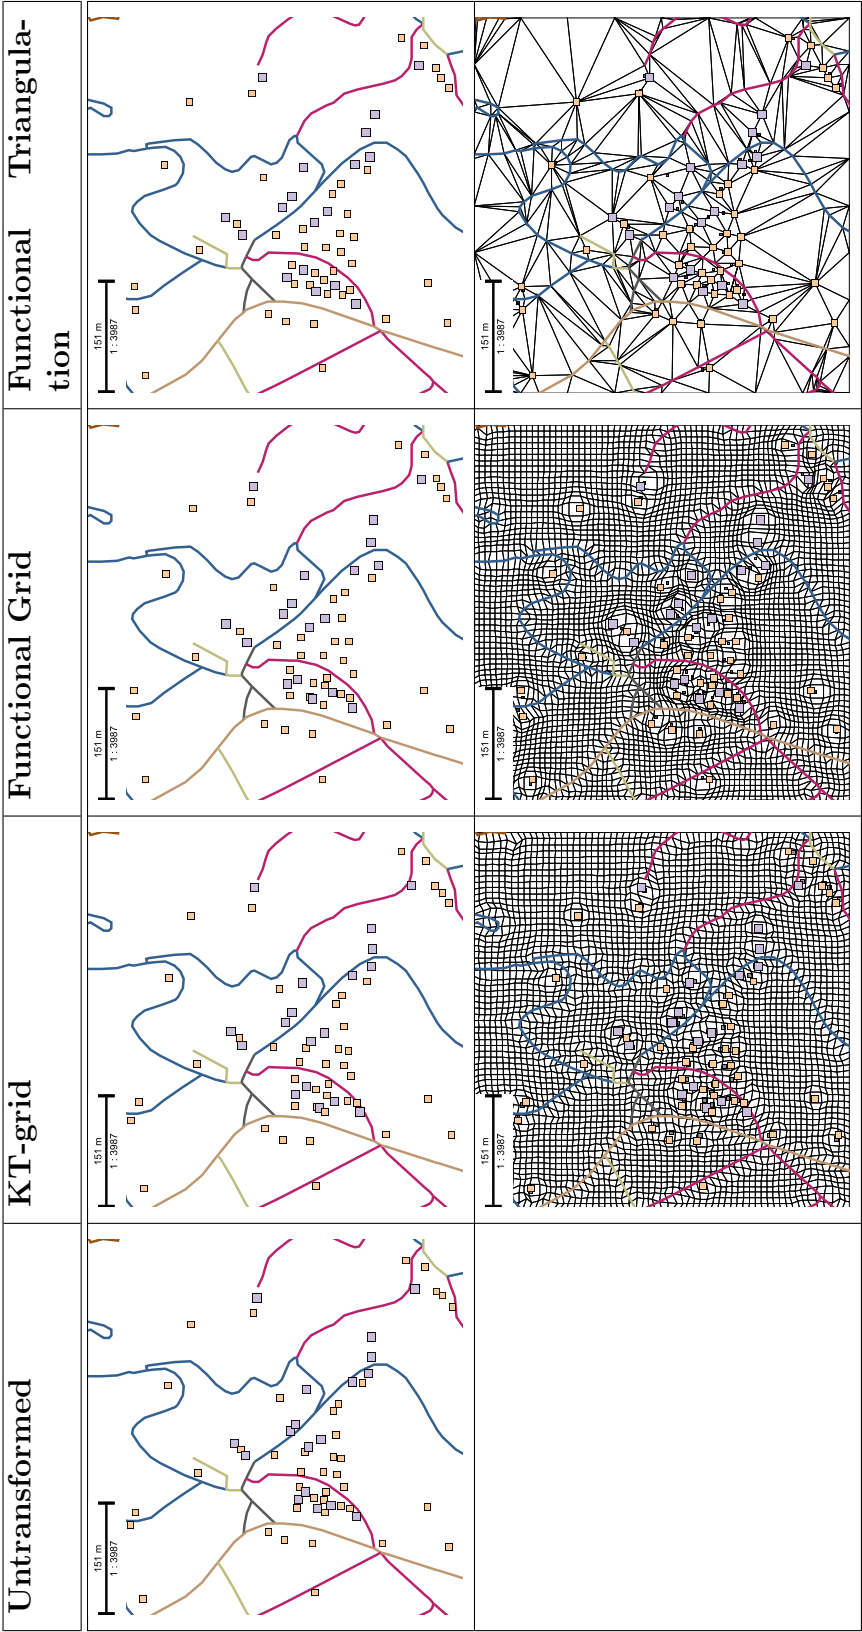 Untransformed
KT-grid
Functional Grid
Functional Triangula-
tion
151 m
1 : 3987
151 m
1 : 3987
151 m
1 : 3987
151 m
1 : 3987
151 m
1 : 3987
151 m
1 : 3987
151 m
1 : 3987